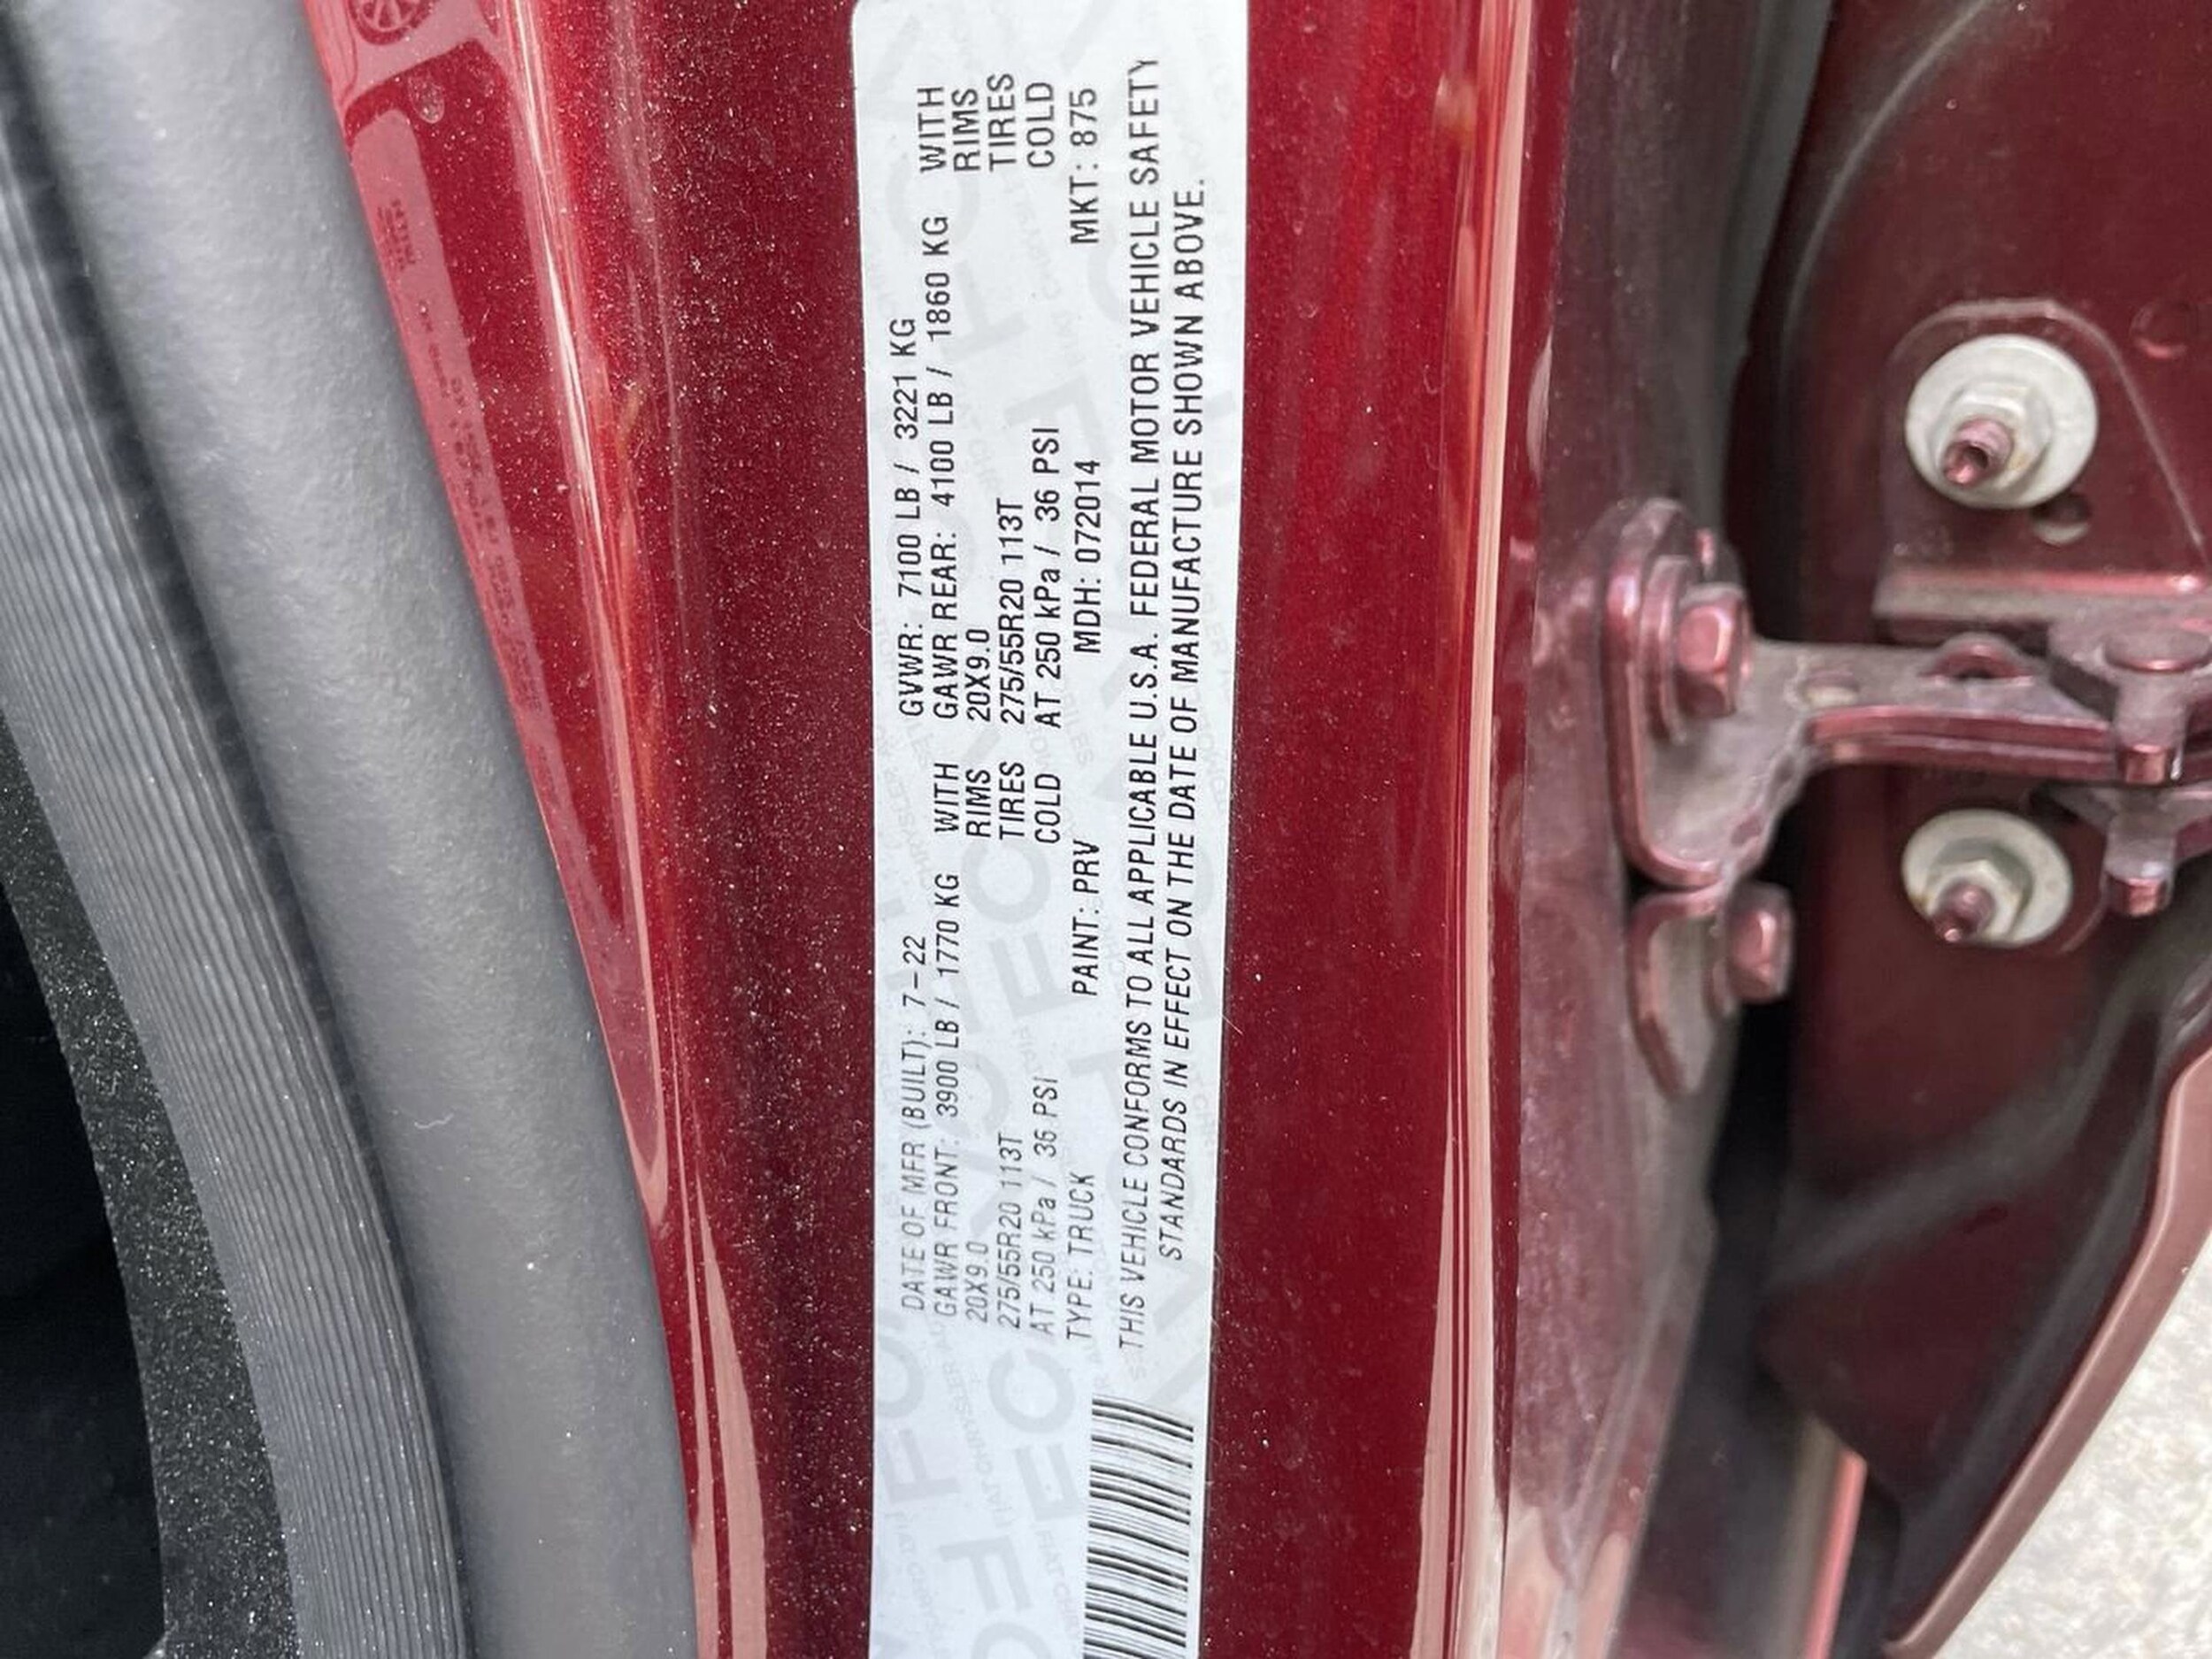 DATE OF MFR (BUILT): 7-22 GVWR: 7100 LB / 3221 KG
GAWR FRONT: 3900 LB / 1770 KG WITH GAWR REAR: 4100 LB / 1860 KG WITH
20X9.0 RIMS 20X9.0 RIMS
275/55R20 113T TIRES 275/55R20 113T TIRES
AT 250 kPa / 36 PSI COLD AT 250 kPa / 36 PSI COLD
TYPE: TRUCK PAINT: PRV MDH: 072014 MKT: 875
THIS VEHICLE CONFORMS TO ALL APPLICABLE U.S.A. FEDERAL MOTOR VEHICLE SAFETY
STANDARDS IN EFFECT ON THE DATE OF MANUFACTURE SHOWN ABOVE.